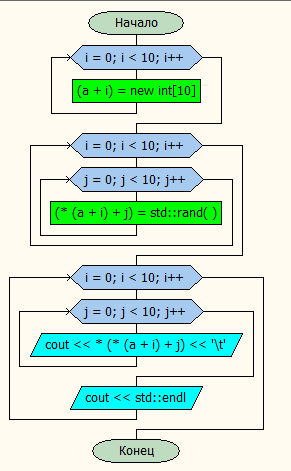 Начало
i = 0; i < 10; i++
(a + i) = new int[10]
i = 0; i < 10; i++
j = 0; j < 10; j++
(* (a + i) + j) = std::rand( )
i = 0; i < 10; i++
j = 0; j < 10; j++
cout << * (* (a + i) + j) << '\t'
cout << std::endl
Конец